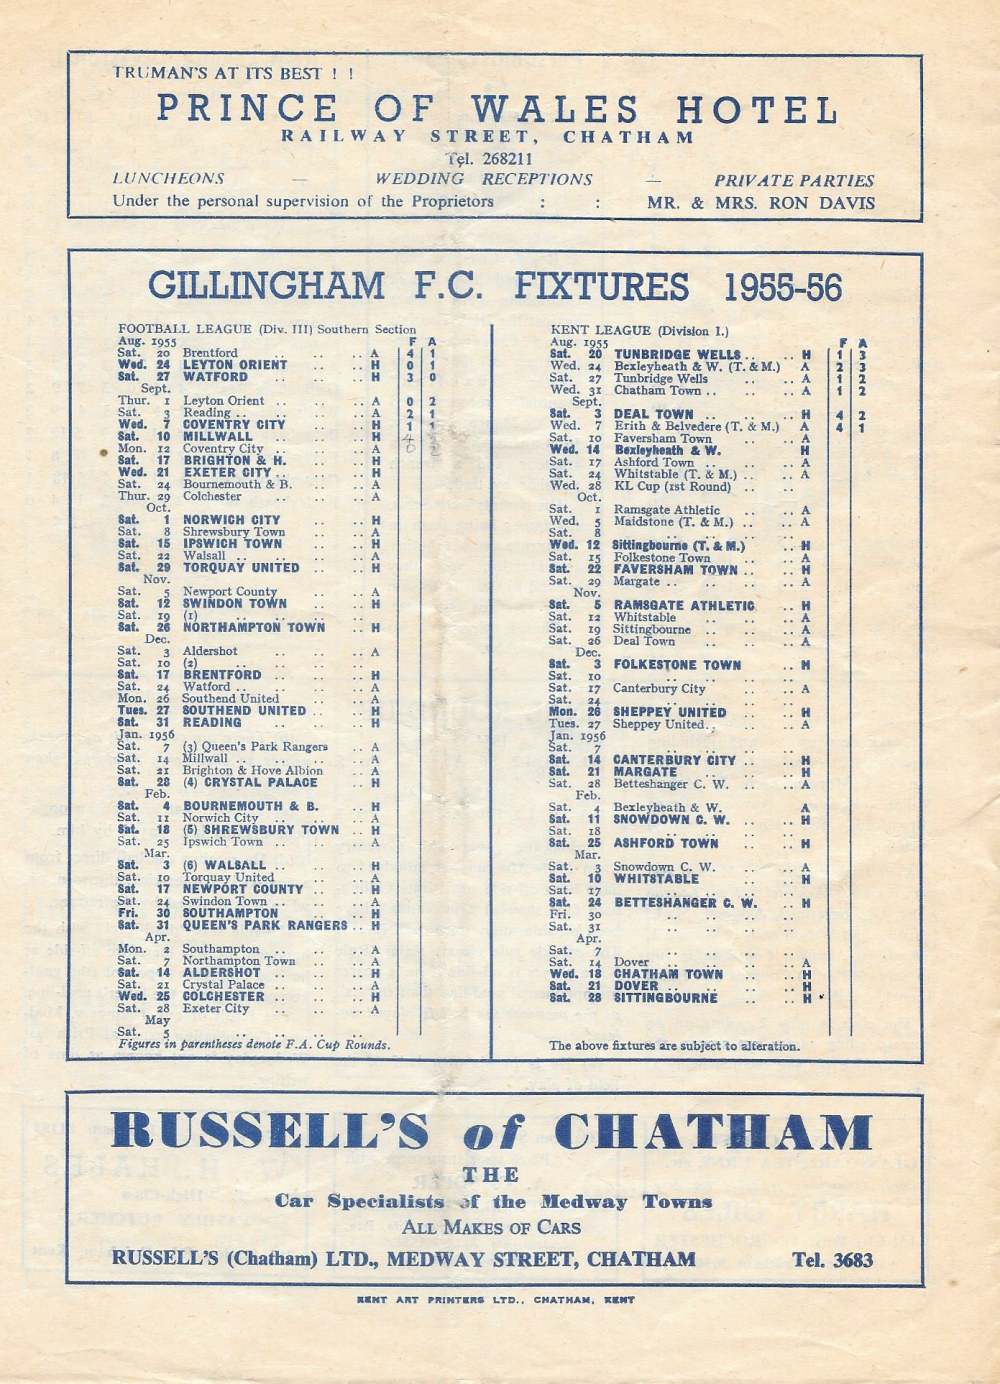 TRUMAN'S AT ITS BEST ! !
PRINCE OF WALES HOTEL
RAILWAY STREET, CHATHAM
Tel. 268211
LUNCHEONS — WEDDING RECEPTIONS — PRIVATE PARTIES
Under the personal supervision of the Proprietors : : MR. & MRS. RON DAVIS
GILLINGHAM F.C. FIXTURES 1955-56
FOOTBALL LEAGUE (Div. III) Southern Section
Aug. 1955 F A
Sat. 20 Brentford .. .. .. A 4 1
Wed. 24 LEYTON ORIENT .. .. H 0 1
Sat. 27 WATFORD .. .. .. H 3 0
Sept.
Thur. 1 Leyton Orient .. .. .. A 0 2
Sat. 3 Reading .. .. .. .. A 2 1
Wed. 7 COVENTRY CITY .. .. H 1 1
Sat. 10 MILLWALL .. .. .. H 4 2
Mon. 12 Coventry City .. .. .. A 0 2
Sat. 17 BRIGHTON & H. .. .. H
Wed. 21 EXETER CITY .. .. .. H
Sat. 24 Bournemouth & B. .. .. A
Thur. 29 Colchester .. .. .. A
Oct.
Sat. 1 NORWICH CITY .. .. H
Sat. 8 Shrewsbury Town .. .. A
Sat. 15 IPSWICH TOWN .. .. H
Sat. 22 Walsall .. .. .. .. A
Sat. 29 TORQUAY UNITED .. .. H
Nov.
Sat. 5 Newport County .. .. A
Sat. 12 SWINDON TOWN .. .. H
Sat. 19 (1) .. .. .. ..
Sat. 26 NORTHAMPTON TOWN .. H
Dec.
Sat. 3 Aldershot .. .. .. A
Sat. 10 (2) .. .. .. ..
Sat. 17 BRENTFORD .. .. .. H
Sat. 24 Watford .. .. .. .. A
Mon. 26 Southend United .. .. A
Tues. 27 SOUTHEND UNITED .. .. H
Sat. 31 READING .. .. .. H
Jan. 1956
Sat. 7 (3) Queen's Park Rangers .. A
Sat. 14 Millwall .. .. .. .. A
Sat. 21 Brighton & Hove Albion .. A
Sat. 28 (4) CRYSTAL PALACE .. H
Feb.
Sat. 4 BOURNEMOUTH & B. .. H
Sat. 11 Norwich City .. .. .. A
Sat. 18 (5) SHREWSBURY TOWN .. H
Sat. 25 Ipswich Town .. .. .. A
Mar.
Sat. 3 (6) WALSALL .. .. .. H
Sat. 10 Torquay United .. .. A
Sat. 17 NEWPORT COUNTY .. .. H
Sat. 24 Swindon Town .. .. .. A
Fri. 30 SOUTHAMPTON .. .. H
Sat. 31 QUEEN'S PARK RANGERS .. H
Apr.
Mon. 2 Southampton .. .. .. A
Sat. 7 Northampton Town .. .. A
Sat. 14 ALDERSHOT .. .. .. H
Sat. 21 Crystal Palace .. .. .. A
Wed. 25 COLCHESTER .. .. .. H
Sat. 28 Exeter City .. .. .. A
May
Sat. 5 .. .. .. ..
Figures in parentheses denote F.A. Cup Rounds.
KENT LEAGUE (Division I.)
Aug. 1955 F A
Sat. 20 TUNBRIDGE WELLS .. .. H 1 3
Wed. 24 Bexleyheath & W. (T. & M.) .. A 2 3
Sat. 27 Tunbridge Wells .. .. A 1 2
Wed. 31 Chatham Town .. .. .. A 1 2
Sept.
Sat. 3 DEAL TOWN .. .. .. H 4 2
Wed. 7 Erith & Belvedere (T. & M.) A 4 1
Sat. 10 Faversham Town .. .. A
Wed. 14 Bexleyheath & W. H
Sat. 17 Ashford Town .. .. .. A
Sat. 24 Whitstable (T. & M.) .. .. A
Wed. 28 KL Cup (1st Round) .. ..
Oct.
Sat. 1 Ramsgate Athletic .. .. A
Wed. 5 Maidstone (T. & M.) .. .. A
Sat. 8 .. .. .. ..
Wed. 12 Sittingbourne (T. & M.) .. H
Sat. 15 Folkestone Town .. .. A
Sat. 22 FAVERSHAM TOWN .. .. H
Sat. 29 Margate .. .. .. .. A
Nov.
Sat. 5 RAMSGATE ATHLETIC .. H
Sat. 12 Whitstable .. .. .. A
Sat. 19 Sittingbourne .. .. .. A
Sat. 26 Deal Town .. .. .. A
Dec.
Sat. 3 FOLKESTONE TOWN .. H
Sat. 10 .. .. .. ..
Sat. 17 Canterbury City .. .. A
Sat. 24 .. .. .. ..
Mon. 26 SHEPPEY UNITED .. .. H
Tues. 27 Sheppey United .. .. .. A
Jan. 1956
Sat. 7 .. .. .. ..
Sat. 14 CANTERBURY CITY .. .. H
Sat. 21 MARGATE .. .. .. H
Sat. 28 Betteshanger C. W. .. .. A
Feb.
Sat. 4 Bexleyheath & W. A
Sat. 11 SNOWDOWN C. W. .. .. H
Sat. 18 .. .. .. ..
Sat. 25 ASHFORD TOWN .. .. H
Mar.
Sat. 3 Snowdown C. W. .. .. A
Sat. 10 WHITSTABLE .. .. H
Sat. 17 .. .. .. ..
Sat. 24 BETTESHANGER C. W. .. .. H
Fri. 30 .. .. .. ..
Sat. 31 .. .. .. ..
Apr.
Sat. 7 .. .. .. ..
Sat. 14 Dover .. .. .. .. A
Wed. 18 CHATHAM TOWN .. .. H
Sat. 21 DOVER .. .. .. .. H
Sat. 28 SITTINGBOURNE .. .. H
The above fixtures are subject to alteration.
RUSSELL'S of CHATHAM
THE
Car Specialists of the Medway Towns
ALL MAKES OF CARS
RUSSELL'S (Chatham) LTD., MEDWAY STREET, CHATHAM Tel. 3683
KENT ART PRINTERS LTD., CHATHAM, KENT